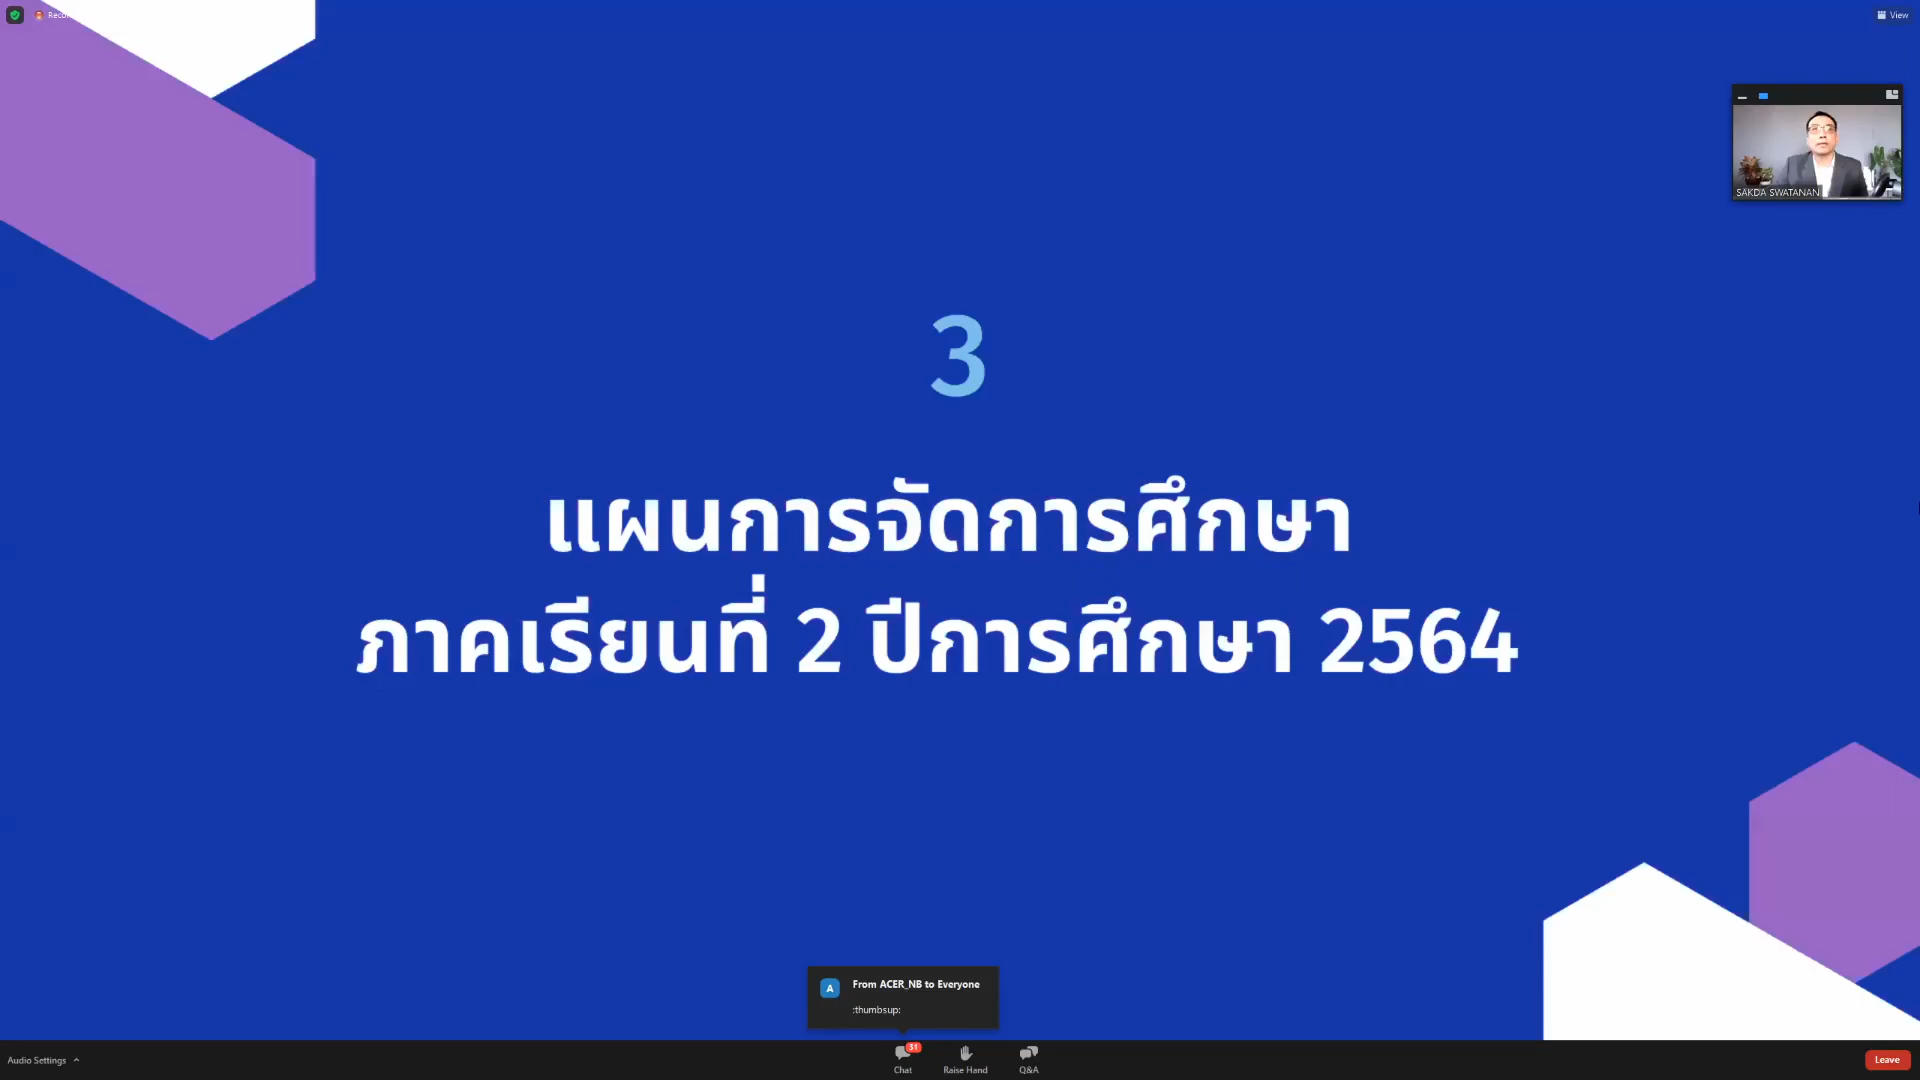 View
SAKDA SWATANAN
3
แผนการจัดการศึกษา
ภาคเรียนที่ 2 ปีการศึกษา 2564
A
From ACER_NB to Everyone
:thumbsup:
Audio Settings
31
Chat
Raise Hand
Q&A
Leave